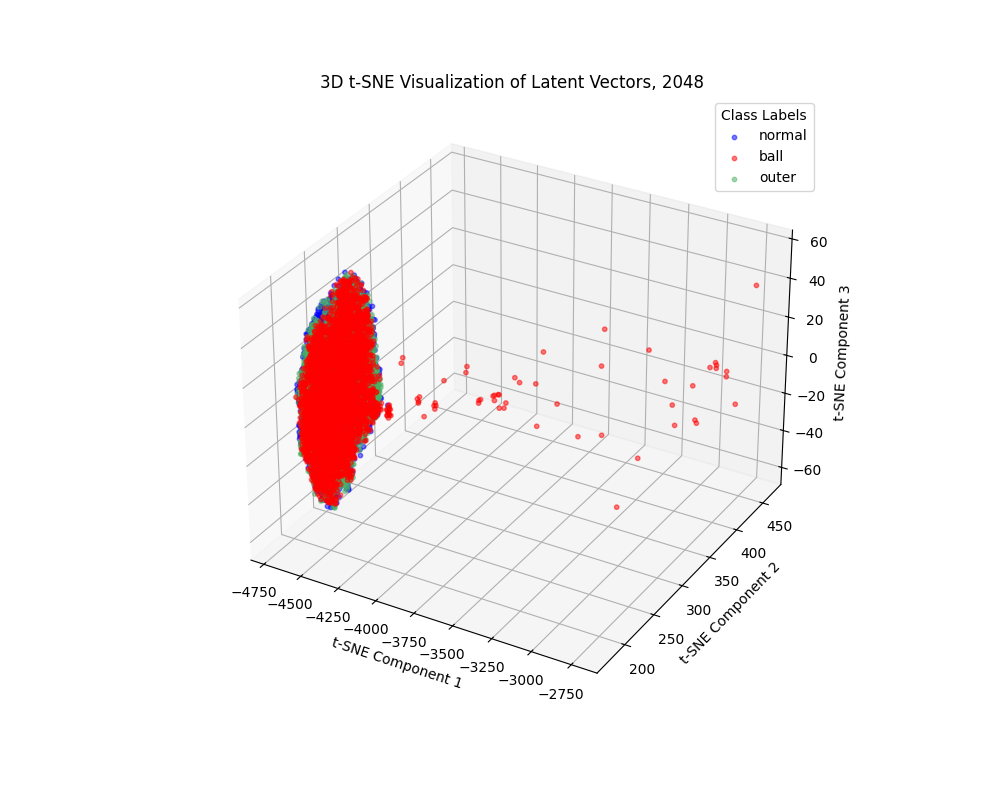 3D t-SNE Visualization of Latent Vectors, 2048
Class Labels
normal
ball
outer
60
40
20
0
−20
−40
−60
t-SNE Component 3
450
400
350
300
250
200
t-SNE Component 2
−4750
−4500
−4250
−4000
−3750
−3500
−3250
−3000
−2750
t-SNE Component 1